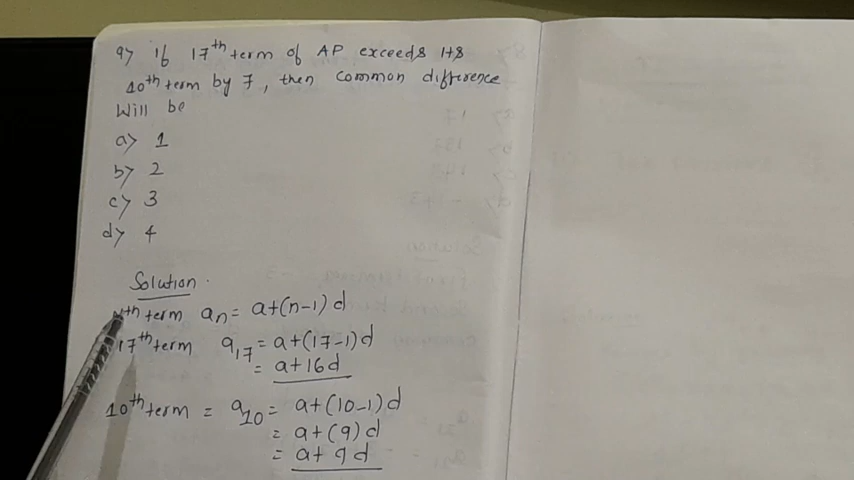 9> If 17th term of AP exceeds its
10th term by 7, then common difference
Will be
a> 1
b> 2
c> 3
d> 4
Solution
nth term an = a+(n-1)d
17th term a17 = a+(17-1)d
= a+16d
10th term = a10 = a+(10-1)d
= a+(9)d
= a+9d